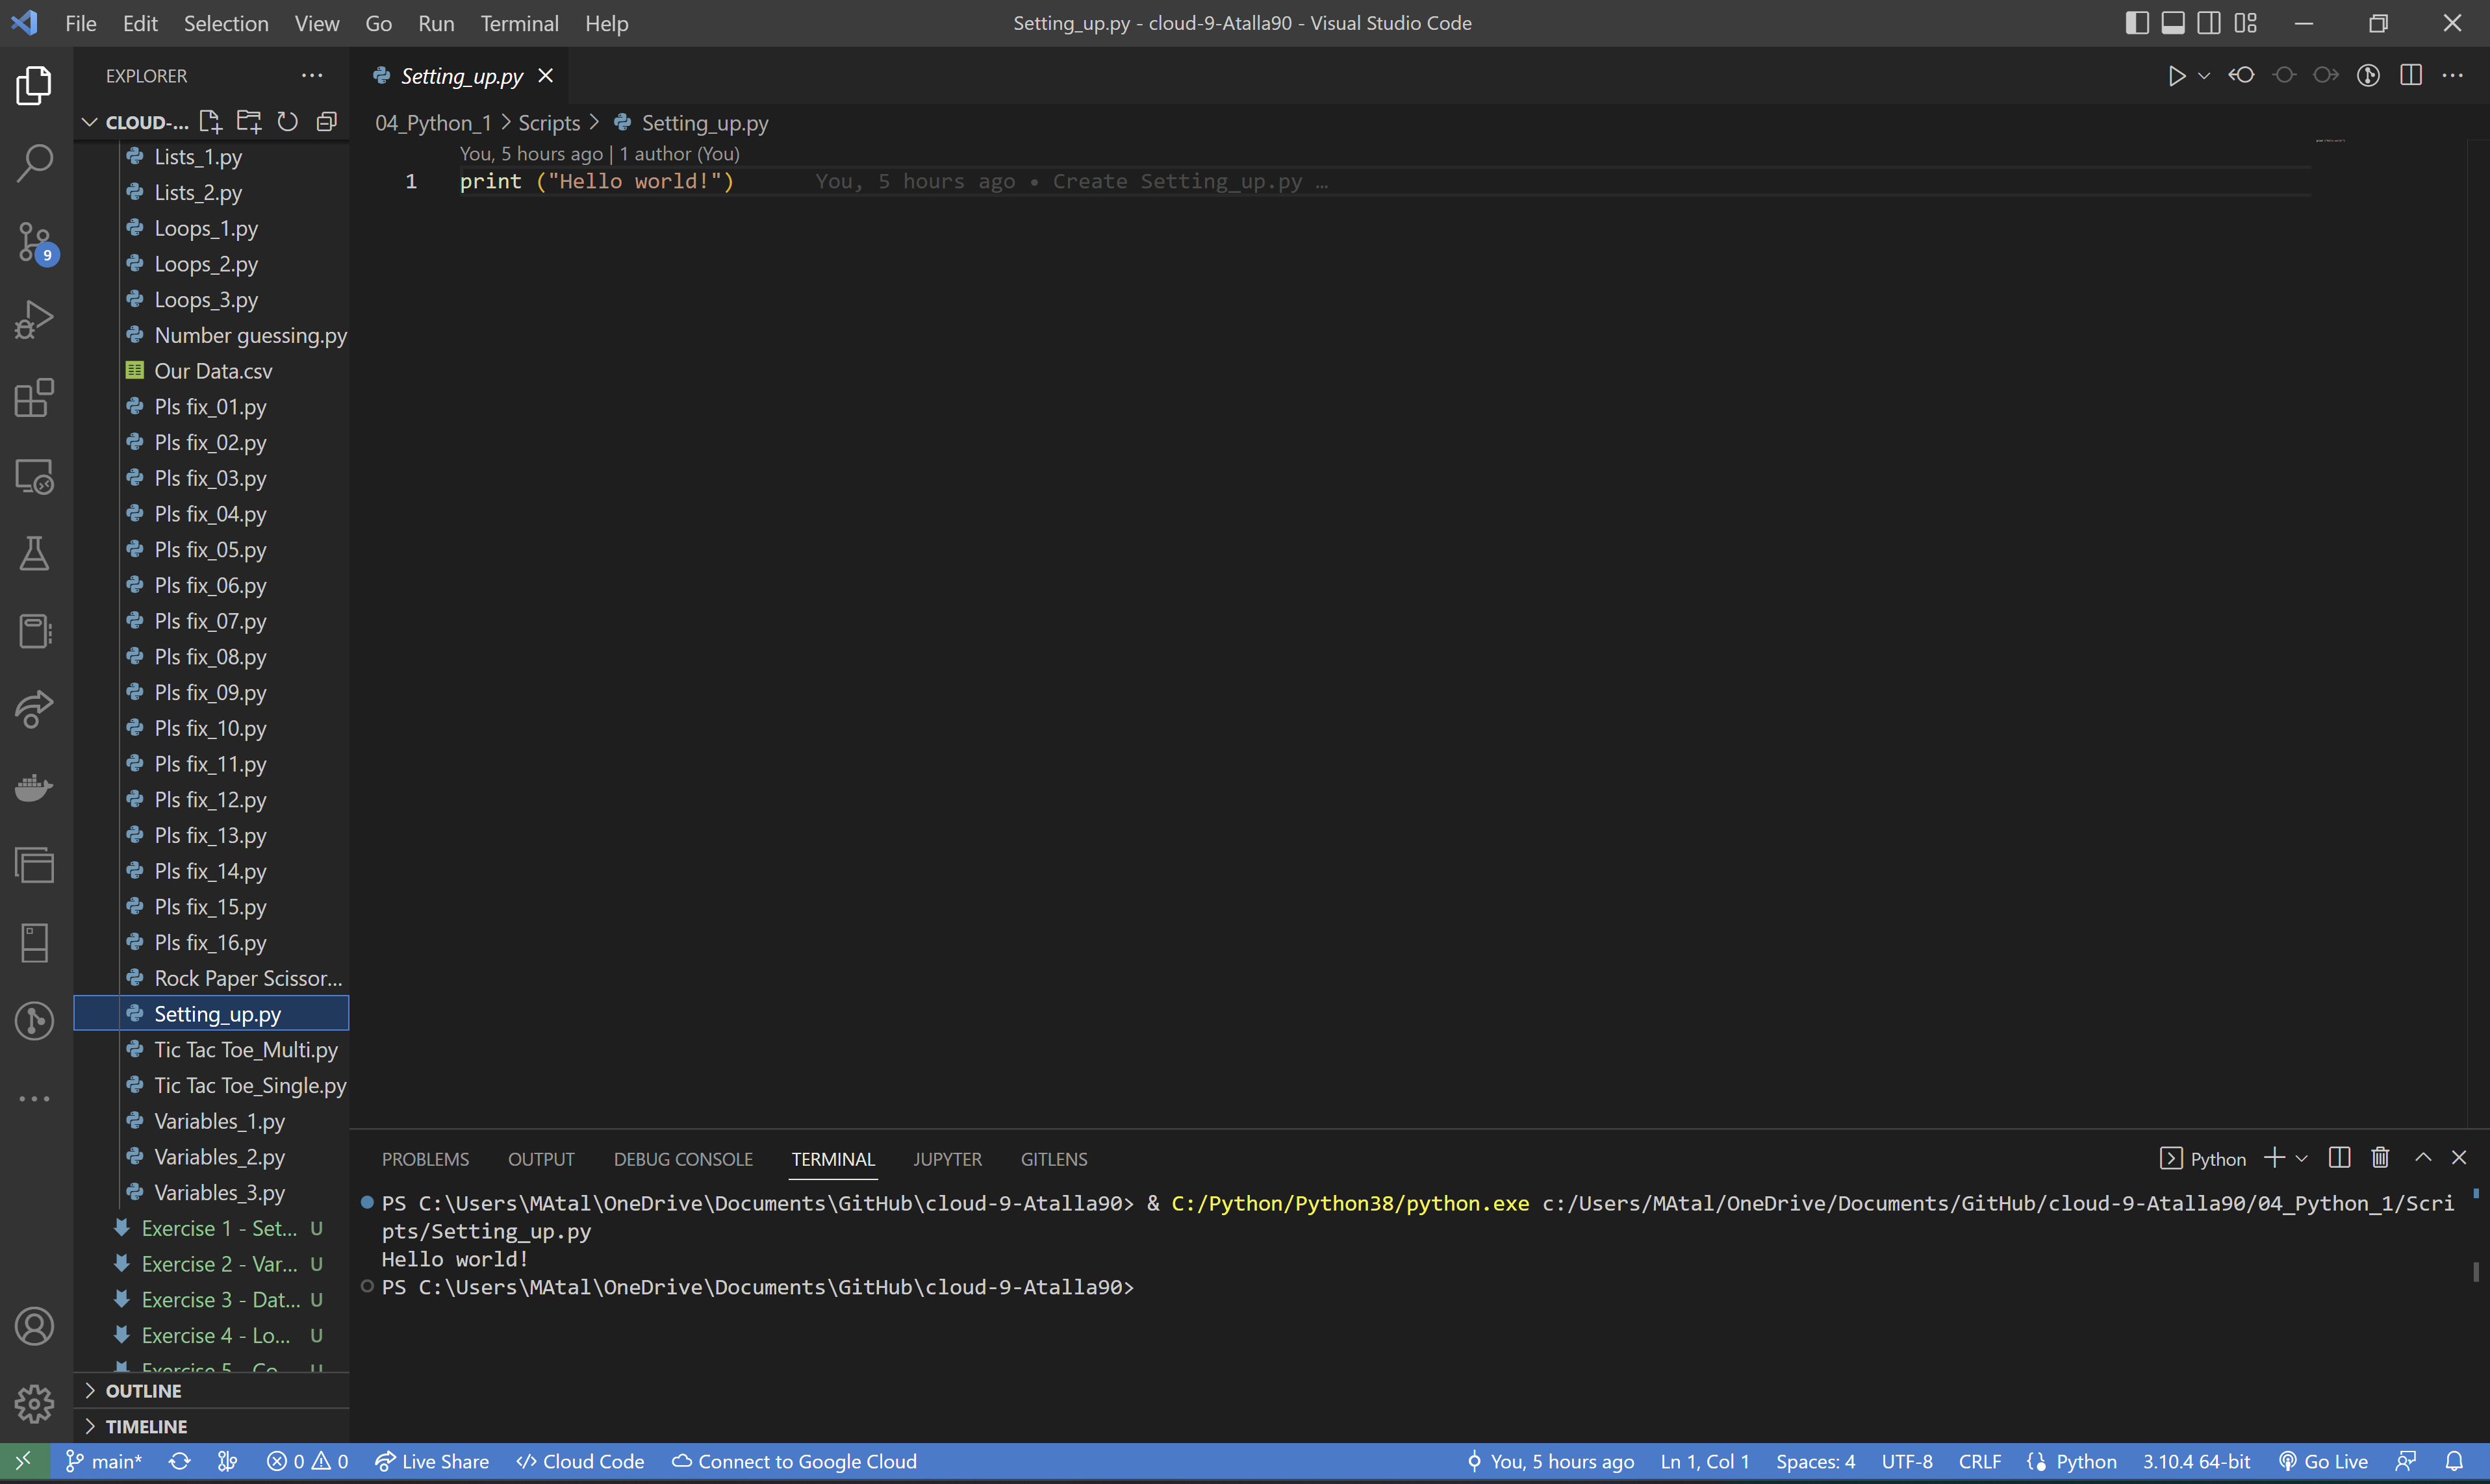 File Edit Selection View Go Run Terminal Help
Setting_up.py - cloud-9-Atalla90 - Visual Studio Code
EXPLORER
CLOUD-...
Lists_1.py
Lists_2.py
Loops_1.py
Loops_2.py
Loops_3.py
Number guessing.py
Our Data.csv
Pls fix_01.py
Pls fix_02.py
Pls fix_03.py
Pls fix_04.py
Pls fix_05.py
Pls fix_06.py
Pls fix_07.py
Pls fix_08.py
Pls fix_09.py
Pls fix_10.py
Pls fix_11.py
Pls fix_12.py
Pls fix_13.py
Pls fix_14.py
Pls fix_15.py
Pls fix_16.py
Rock Paper Scissor...
Setting_up.py
Tic Tac Toe_Multi.py
Tic Tac Toe_Single.py
Variables_1.py
Variables_2.py
Variables_3.py
Exercise 1 - Set... U
Exercise 2 - Var... U
Exercise 3 - Dat... U
Exercise 4 - Lo... U
Exercise 5 - Co... U
OUTLINE
TIMELINE
9
Setting_up.py
04_Python_1 > Scripts > Setting_up.py
You, 5 hours ago | 1 author (You)
1 print ("Hello world!") You, 5 hours ago • Create Setting_up.py …
PROBLEMS OUTPUT DEBUG CONSOLE TERMINAL JUPYTER GITLENS
Python
PS C:\Users\MAtal\OneDrive\Documents\GitHub\cloud-9-Atalla90> & C:/Python/Python38/python.exe c:/Users/MAtal/OneDrive/Documents/GitHub/cloud-9-Atalla90/04_Python_1/Scri
pts/Setting_up.py
Hello world!
PS C:\Users\MAtal\OneDrive\Documents\GitHub\cloud-9-Atalla90>
main* 0 0 Live Share Cloud Code Connect to Google Cloud You, 5 hours ago Ln 1, Col 1 Spaces: 4 UTF-8 CRLF Python 3.10.4 64-bit Go Live